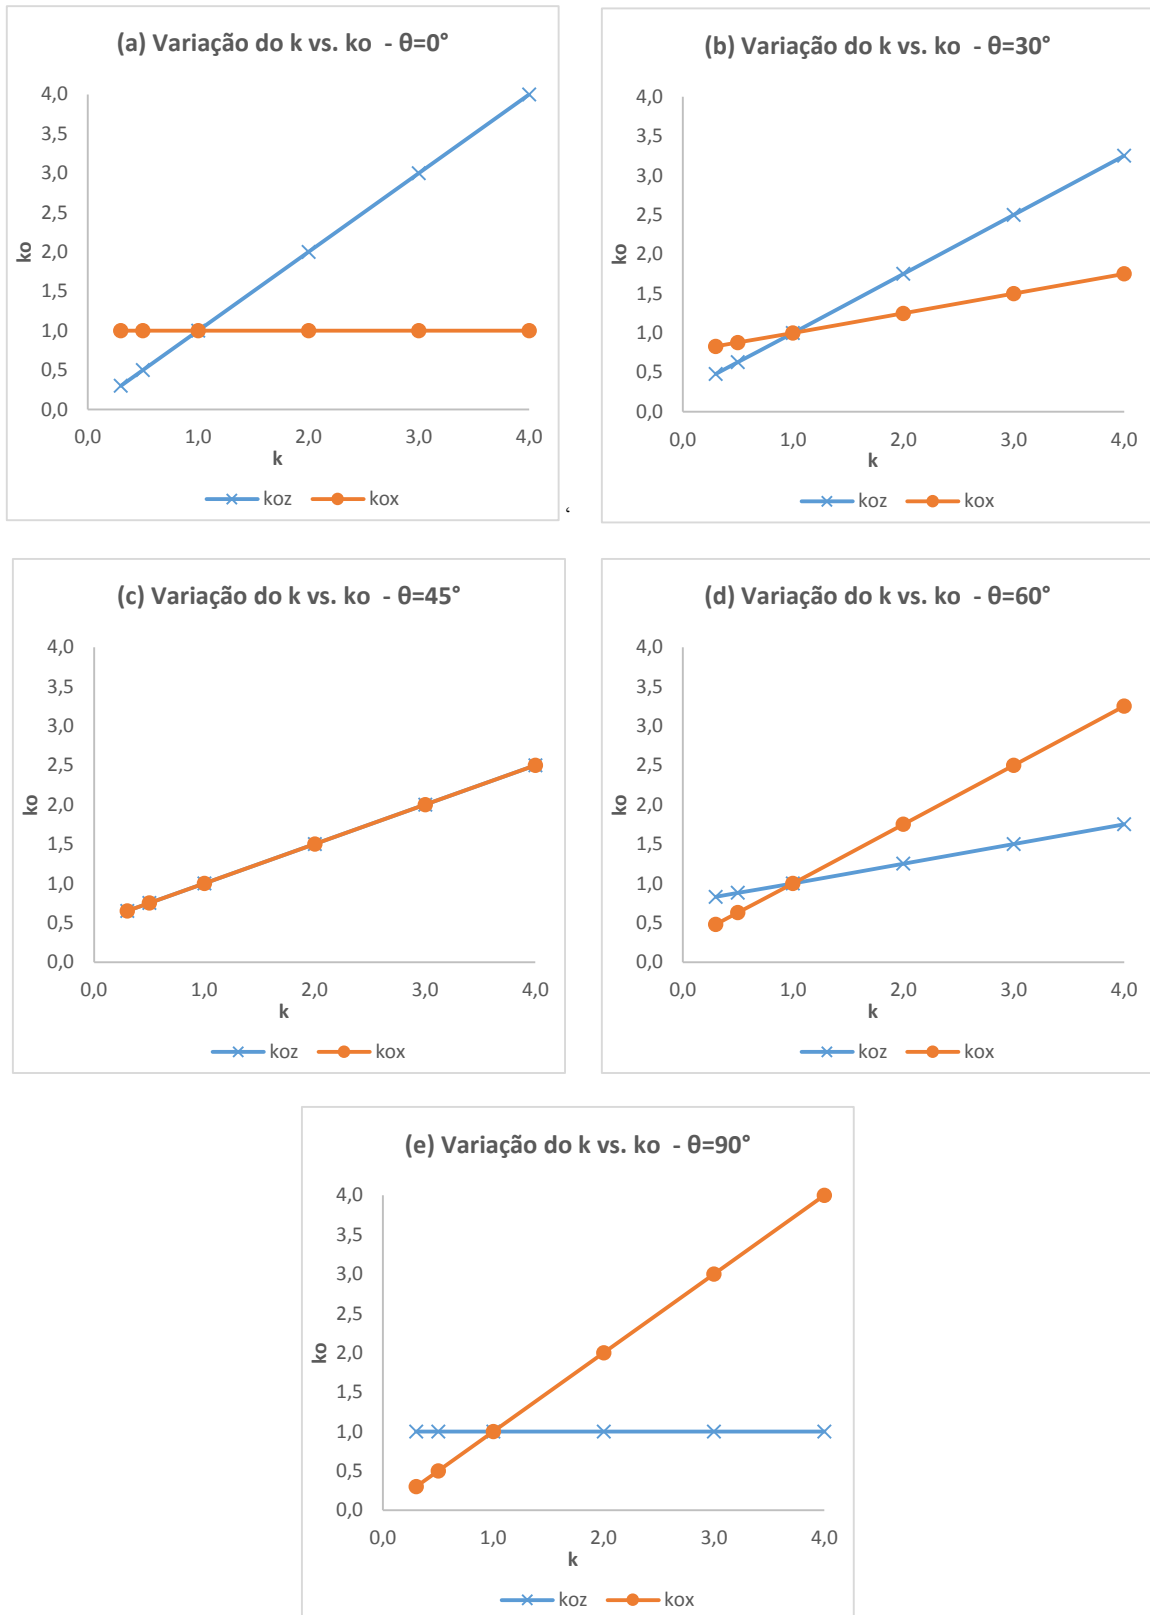 (a) Variação do k vs. ko - θ=0°
4,0
3,5
3,0
2,5
2,0
1,5
1,0
0,5
0,0
ko
0,0 1,0 2,0 3,0 4,0
k
koz kox
(b) Variação do k vs. ko - θ=30°
4,0
3,5
3,0
2,5
2,0
1,5
1,0
0,5
0,0
ko
0,0 1,0 2,0 3,0 4,0
k
koz kox
(c) Variação do k vs. ko - θ=45°
4,0
3,5
3,0
2,5
2,0
1,5
1,0
0,5
0,0
ko
0,0 1,0 2,0 3,0 4,0
k
koz kox
(d) Variação do k vs. ko - θ=60°
4,0
3,5
3,0
2,5
2,0
1,5
1,0
0,5
0,0
ko
0,0 1,0 2,0 3,0 4,0
k
koz kox
(e) Variação do k vs. ko - θ=90°
4,0
3,5
3,0
2,5
2,0
1,5
1,0
0,5
0,0
ko
0,0 1,0 2,0 3,0 4,0
k
koz kox